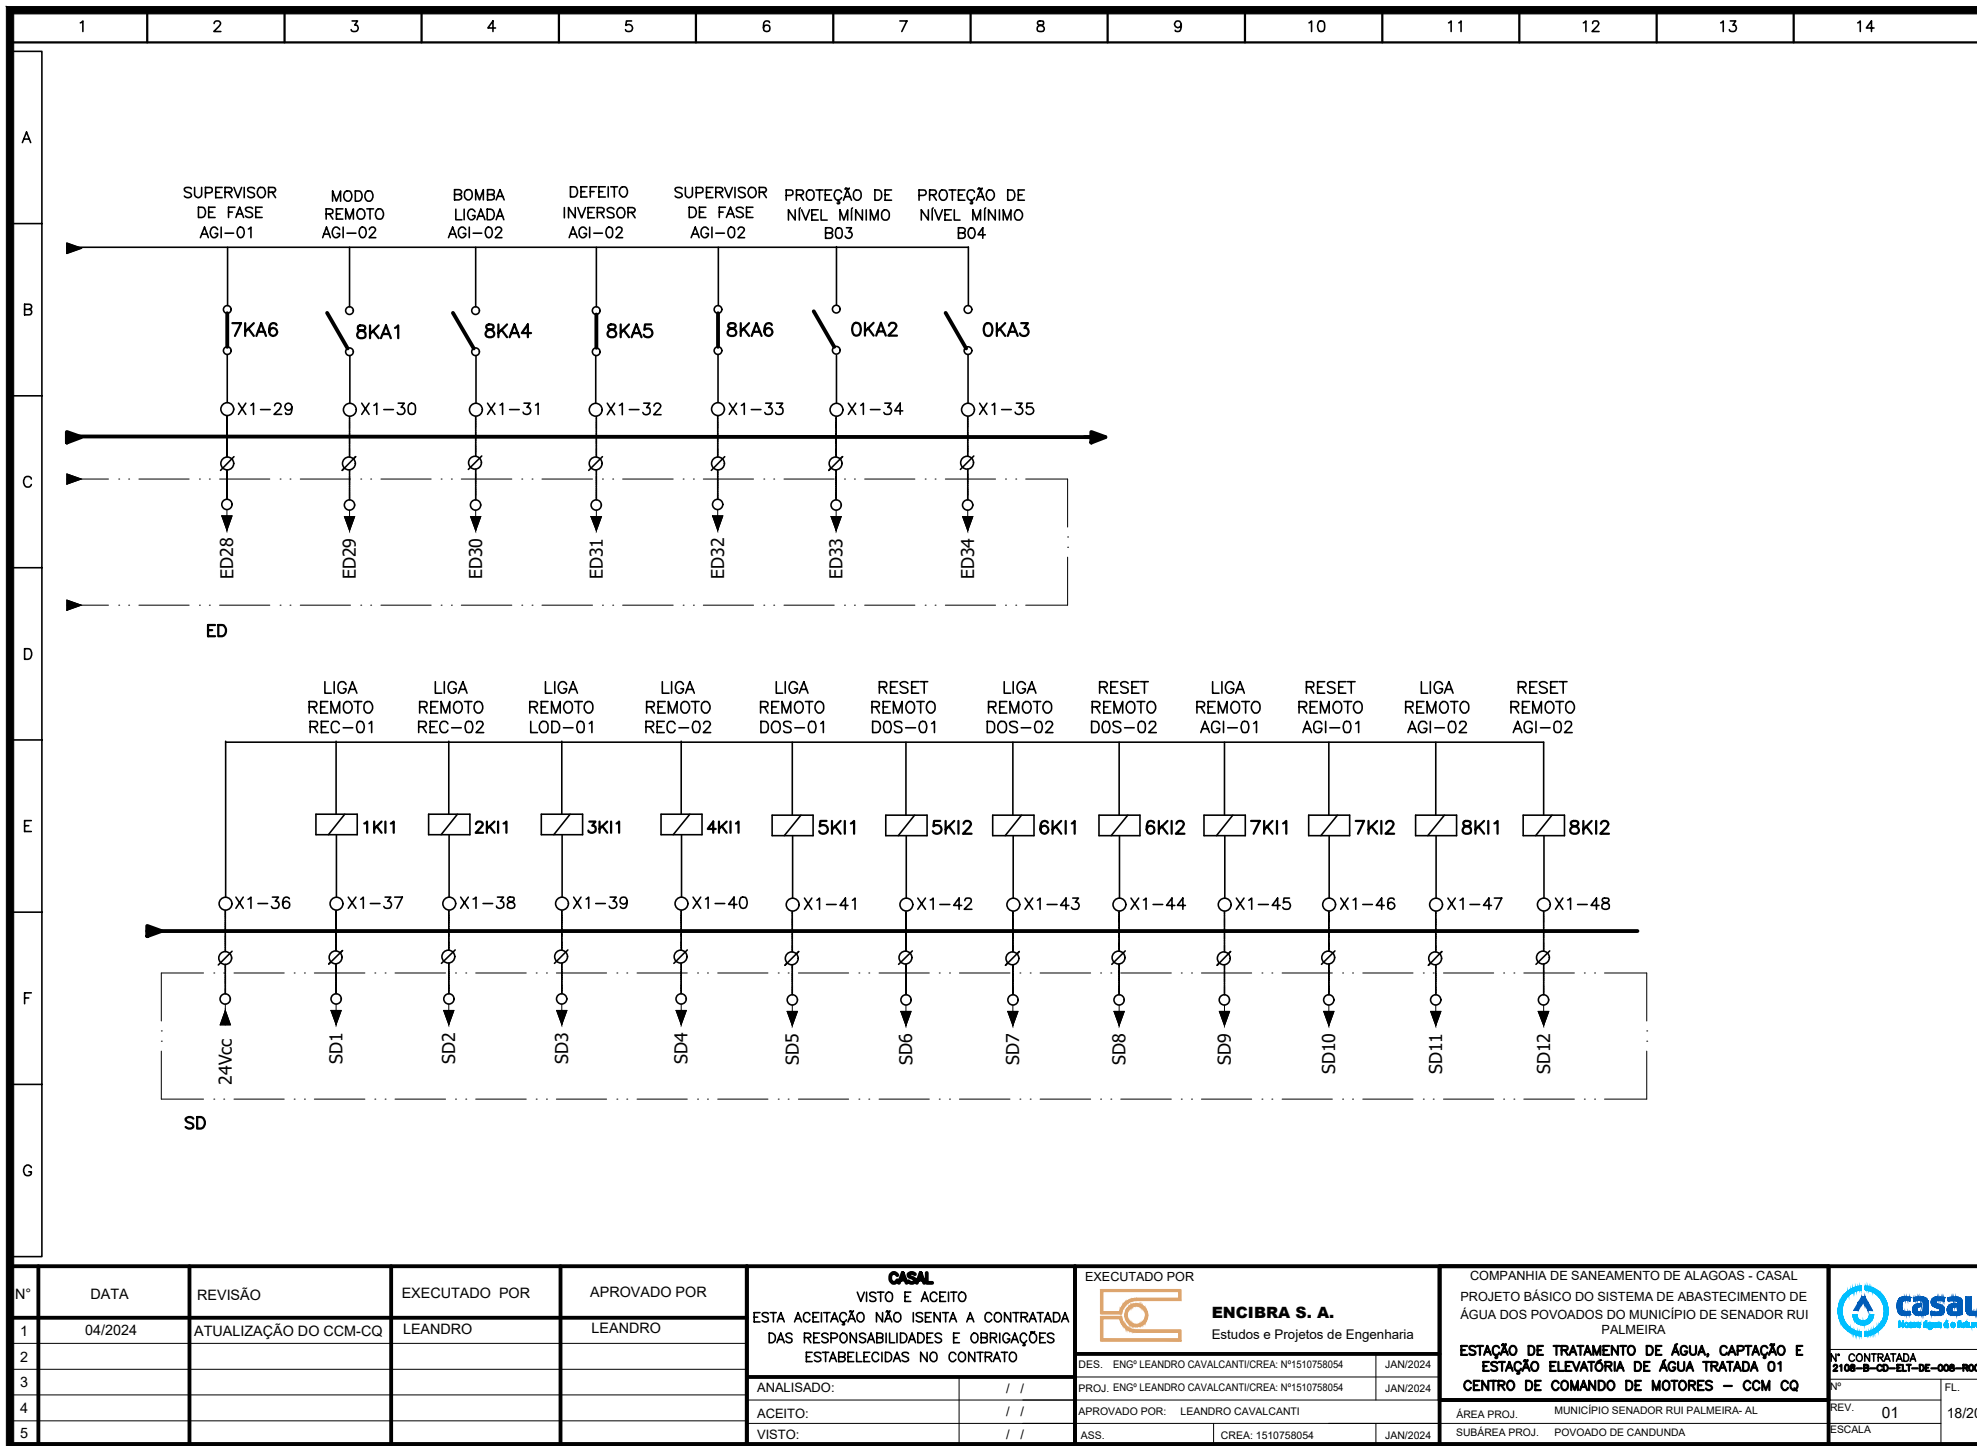 1 2 3 4 5 6 7 8 9 10 11 12 13 14
A
B
C
D
E
F
G
SUPERVISOR
DE FASE
AGI-01
MODO
REMOTO
AGI-02
BOMBA
LIGADA
AGI-02
DEFEITO
INVERSOR
AGI-02
SUPERVISOR
DE FASE
AGI-02
PROTEÇÃO DE
NÍVEL MÍNIMO
B03
PROTEÇÃO DE
NÍVEL MÍNIMO
B04
7KA6 8KA1 8KA4 8KA5 8KA6 0KA2 0KA3
X1-29 X1-30 X1-31 X1-32 X1-33 X1-34 X1-35
ED28 ED29 ED30 ED31 ED32 ED33 ED34
ED
LIGA
REMOTO
REC-01
LIGA
REMOTO
REC-02
LIGA
REMOTO
LOD-01
LIGA
REMOTO
REC-02
LIGA
REMOTO
DOS-01
RESET
REMOTO
DOS-01
LIGA
REMOTO
DOS-02
RESET
REMOTO
DOS-02
LIGA
REMOTO
AGI-01
RESET
REMOTO
AGI-01
LIGA
REMOTO
AGI-02
RESET
REMOTO
AGI-02
1KI1 2KI1 3KI1 4KI1 5KI1 5KI2 6KI1 6KI2 7KI1 7KI2 8KI1 8KI2
X1-36 X1-37 X1-38 X1-39 X1-40 X1-41 X1-42 X1-43 X1-44 X1-45 X1-46 X1-47 X1-48
24Vcc SD1 SD2 SD3 SD4 SD5 SD6 SD7 SD8 SD9 SD10 SD11 SD12
SD
N° DATA REVISÃO EXECUTADO POR APROVADO POR
1 04/2024 ATUALIZAÇÃO DO CCM-CQ LEANDRO LEANDRO
2
3
4
5
CASAL
VISTO E ACEITO
ESTA ACEITAÇÃO NÃO ISENTA A CONTRATADA
DAS RESPONSABILIDADES E OBRIGAÇÕES
ESTABELECIDAS NO CONTRATO
ANALISADO: / /
ACEITO: / /
VISTO: / /
EXECUTADO POR
ENCIBRA S. A.
Estudos e Projetos de Engenharia
DES. ENGº LEANDRO CAVALCANTI/CREA: Nº1510758054 JAN/2024
PROJ. ENGº LEANDRO CAVALCANTI/CREA: Nº1510758054 JAN/2024
APROVADO POR: LEANDRO CAVALCANTI
ASS. CREA: 1510758054 JAN/2024
COMPANHIA DE SANEAMENTO DE ALAGOAS - CASAL
PROJETO BÁSICO DO SISTEMA DE ABASTECIMENTO DE
ÁGUA DOS POVOADOS DO MUNICÍPIO DE SENADOR RUI
PALMEIRA
ESTAÇÃO DE TRATAMENTO DE ÁGUA, CAPTAÇÃO E
ESTAÇÃO ELEVATÓRIA DE ÁGUA TRATADA 01
CENTRO DE COMANDO DE MOTORES - CCM CQ
ÁREA PROJ. MUNICÍPIO SENADOR RUI PALMEIRA- AL
SUBÁREA PROJ. POVOADO DE CANDUNDA
casal
Nossa água é o futuro
N° CONTRATADA
2108-B-CD-ELT-DE-008-R00
Nº FL.
REV. 01 18/20
ESCALA